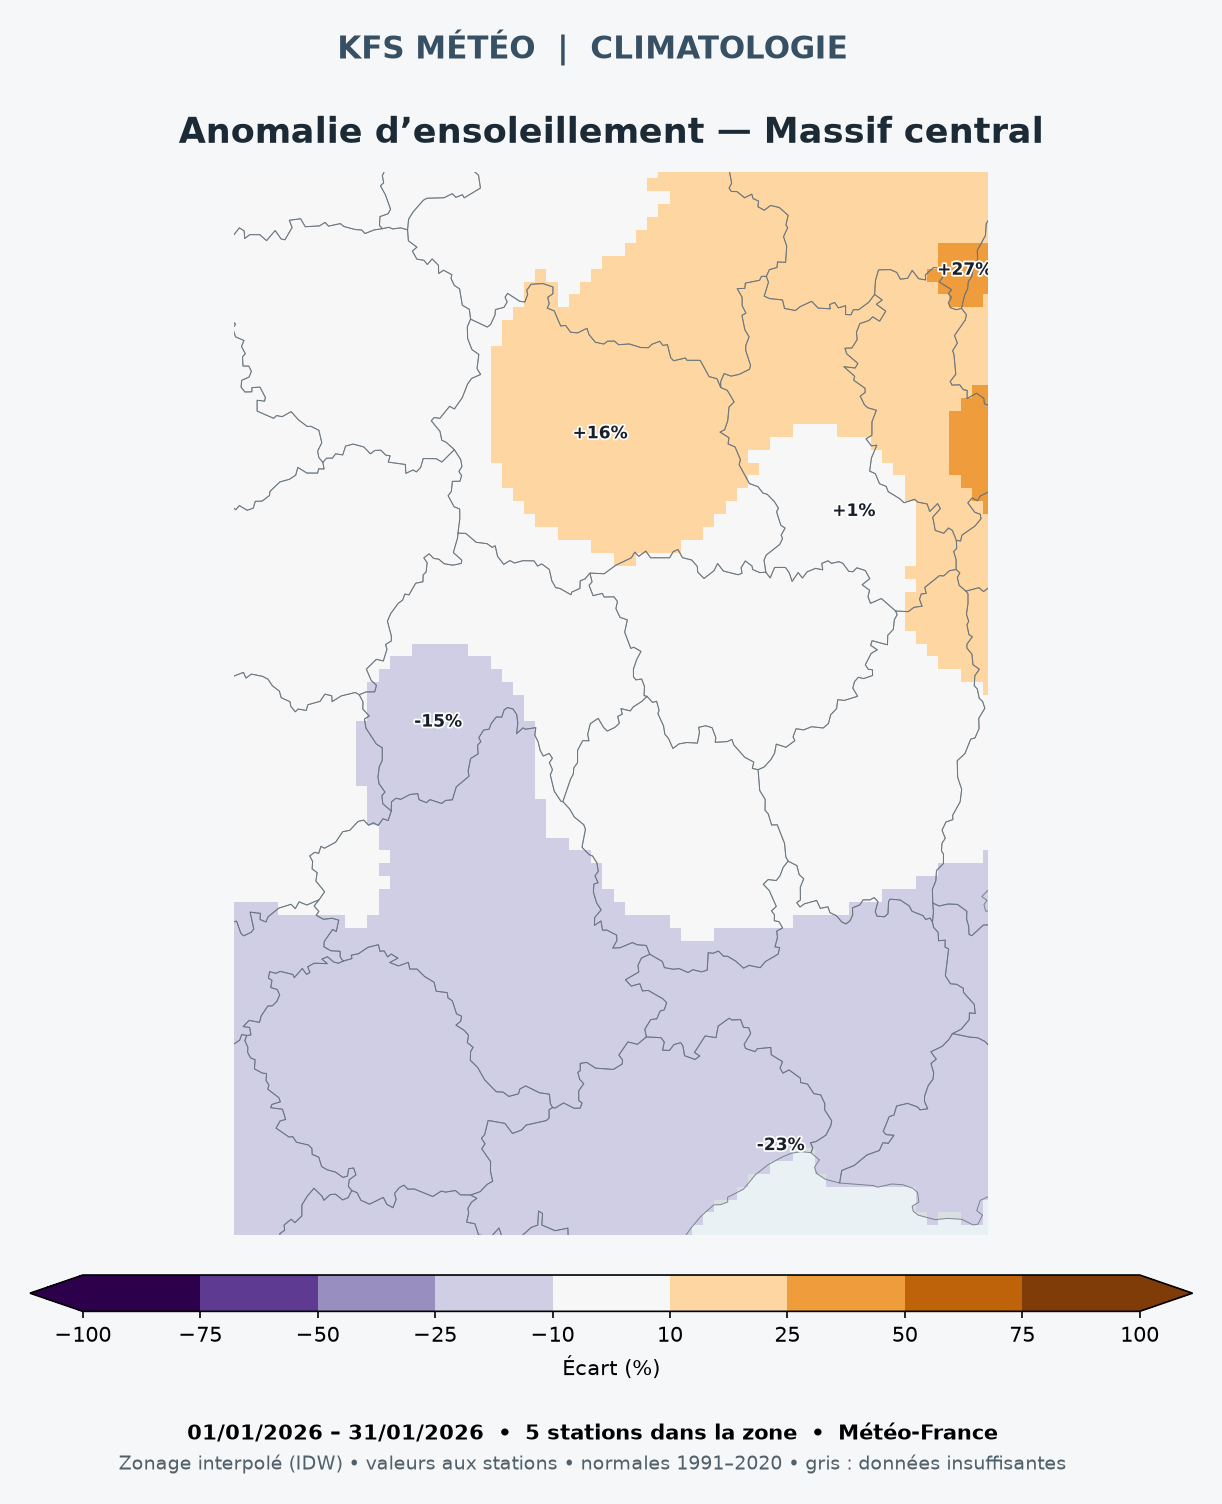 KFS MÉTÉO | CLIMATOLOGIE
Anomalie d’ensoleillement — Massif central
+27%
+16%
+1%
-15%
-23%
−100 −75 −50 −25 −10 10 25 50 75 100
Écart (%)
01/01/2026 – 31/01/2026 • 5 stations dans la zone • Météo-France
Zonage interpolé (IDW) • valeurs aux stations • normales 1991–2020 • gris : données insuffisantes